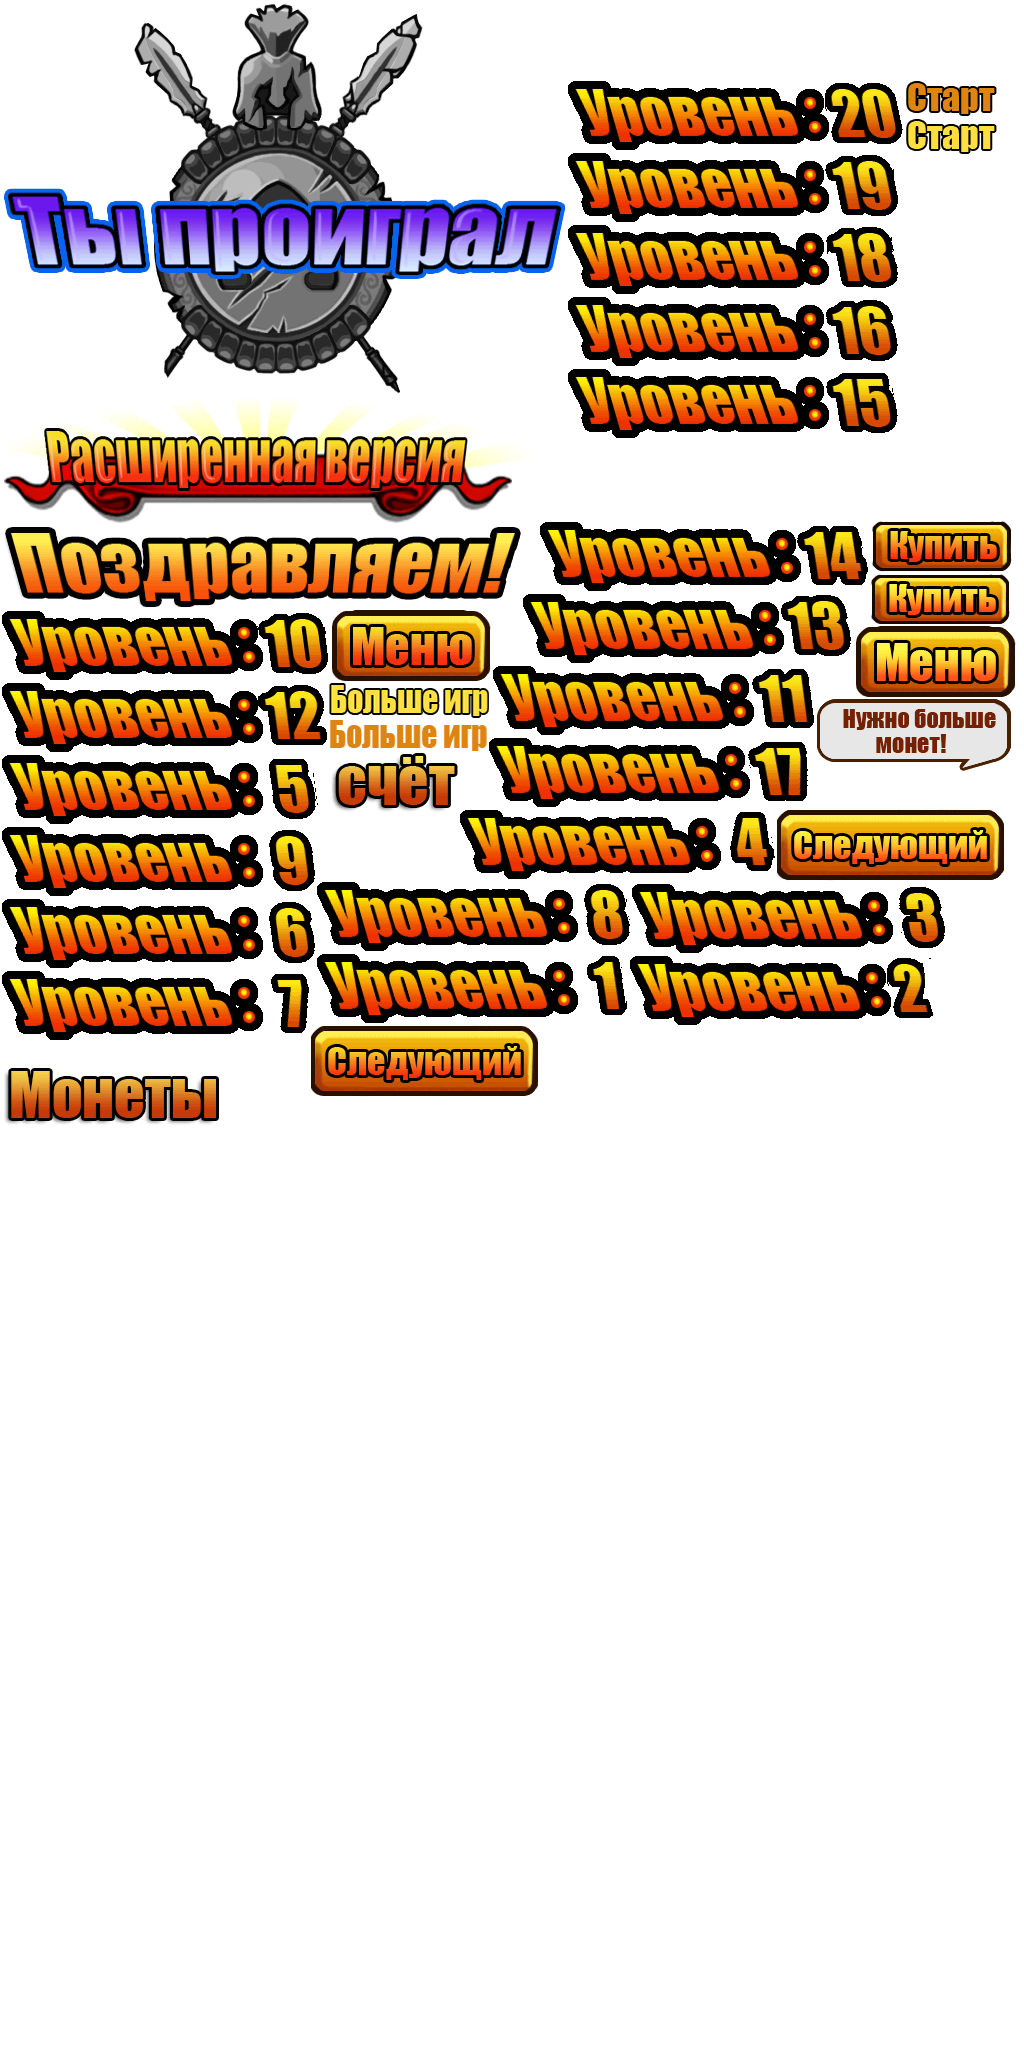 Ты проиграл
Уровень: 20
Старт
Старт
Уровень: 19
Уровень: 18
Уровень: 16
Уровень: 15
Расширенная версия
Поздравляем!
Уровень: 14
Купить
Купить
Уровень: 10
Меню
Уровень: 13
Меню
Уровень: 12
Больше игр
Больше игр
Уровень: 11
Нужно больше
монет!
Уровень: 5
счёт
Уровень: 17
Уровень: 9
Уровень: 4
Следующий
Уровень: 6
Уровень: 8
Уровень: 3
Уровень: 7
Уровень: 1
Уровень: 2
Следующий
Монеты